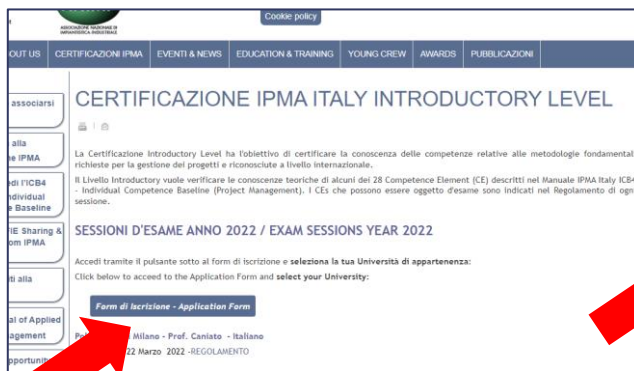 ASSOCIAZIONE NAZIONALE DI
IMPIANTISTICA INDUSTRIALE
Cookie policy
OUT US
CERTIFICAZIONI IPMA
EVENTI & NEWS
EDUCATION & TRAINING
YOUNG CREW
AWARDS
PUBBLICAZIONI
associarsi
alla
IPMA
l'ICB4
Individual
Baseline
Sharing &
om IPMA
alla
al of Applied
agement
pportunit
CERTIFICAZIONE IPMA ITALY INTRODUCTORY LEVEL
La Certificazione Introductory Level ha l'obiettivo di certificare la conoscenza delle competenze relative alle metodologie fondamental
richieste per la gestione dei progetti e riconosciute a livello internazionale.
Il Livello Introductory vuole verificare le conoscenze teoriche di alcuni dei 28 Competence Element (CE) descritti nel Manuale IPMA Italy ICB4
- Individual Competence Baseline (Project Management). I CEs che possono essere oggetto d'esame sono indicati nel Regolamento di ogn
sessione.
SESSIONI D'ESAME ANNO 2022 / EXAM SESSIONS YEAR 2022
Accedi tramite il pulsante sotto al form di iscrizione e seleziona la tua Università di appartenenza:
Click below to acceed to the Application Form and select your University:
Form di Iscrizione - Application Form
Milano - Prof. Caniato - Italiano
22 Marzo 2022 -REGOLAMENTO